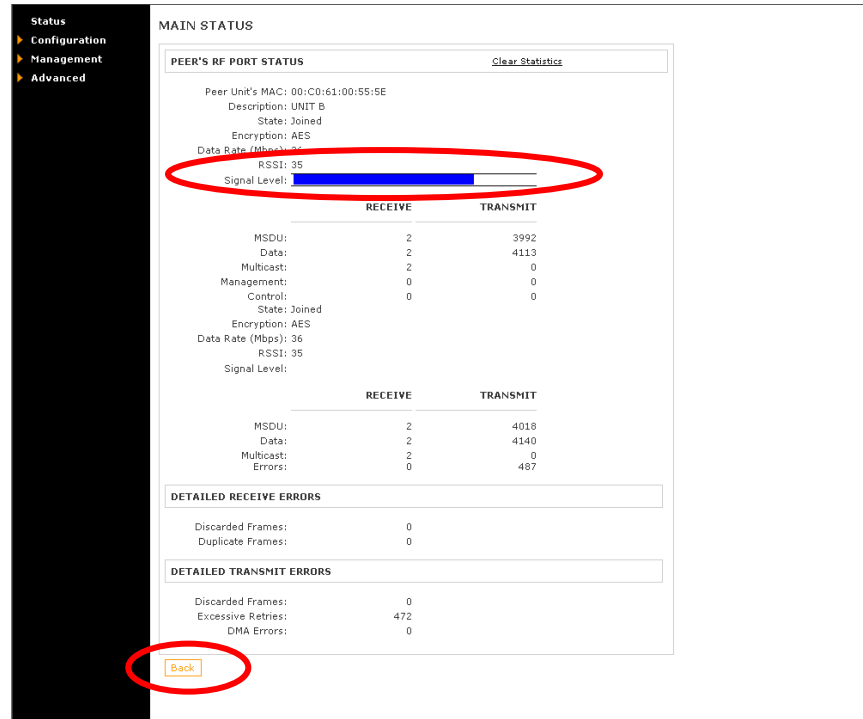 Status
Configuration
Management
Advanced
MAIN STATUS
PEER'S RF PORT STATUS Clear Statistics
Peer Unit's MAC: 00:C0:61:00:55:5E
Description: UNIT B
State: Joined
Encryption: AES
Data Rate (Mbps): 36
RSSI: 35
Signal Level:
RECEIVE TRANSMIT
MSDU: 2 3992
Data: 2 4113
Multicast: 2 0
Management: 0 0
Control: 0 0
State: Joined
Encryption: AES
Data Rate (Mbps): 36
RSSI: 35
Signal Level:
RECEIVE TRANSMIT
MSDU: 2 4018
Data: 2 4140
Multicast: 2 0
Errors: 0 487
DETAILED RECEIVE ERRORS
Discarded Frames: 0
Duplicate Frames: 0
DETAILED TRANSMIT ERRORS
Discarded Frames: 0
Excessive Retries: 472
DMA Errors: 0
Back